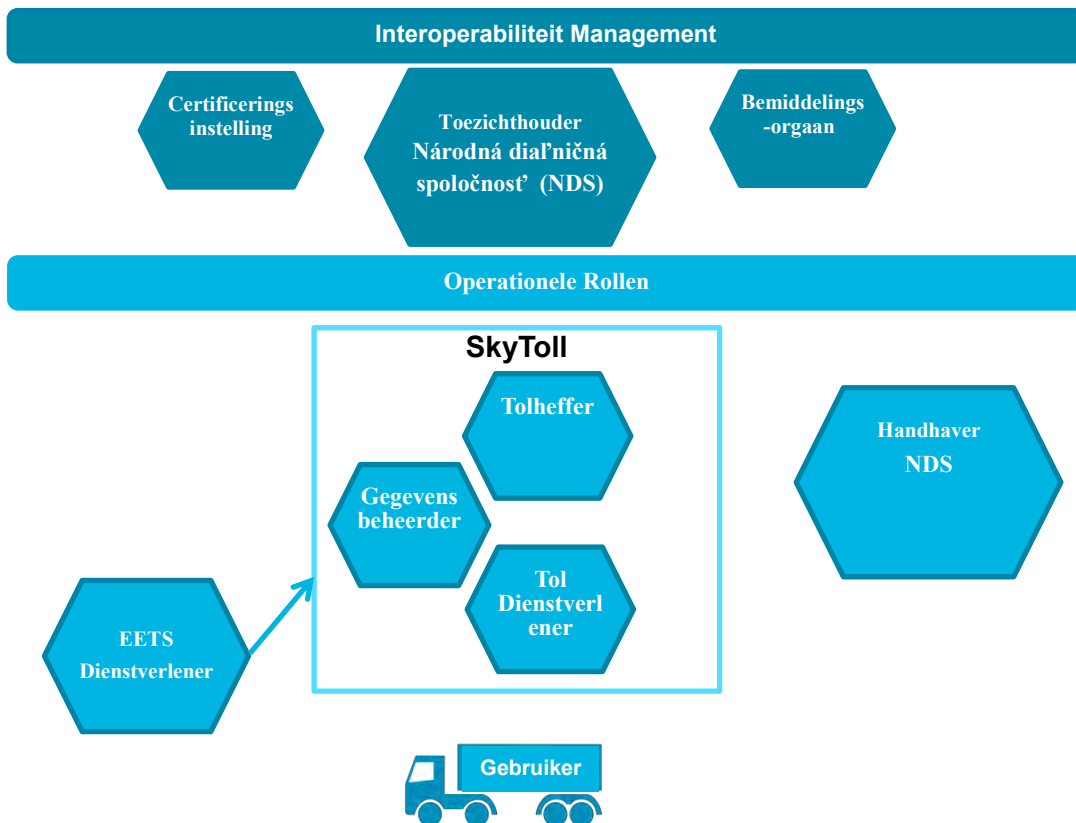 Interoperabiliteit Management
Certificerings
instelling
Toezichthouder
Národná diaľničná
spoločnosť (NDS)
Bemiddelings
-orgaan
Operationele Rollen
SkyToll
Tolheffer
Handhaver
NDS
Gegevens
beheerder
Tol
Dienstverl
ener
EETS
Dienstverlener
Gebruiker